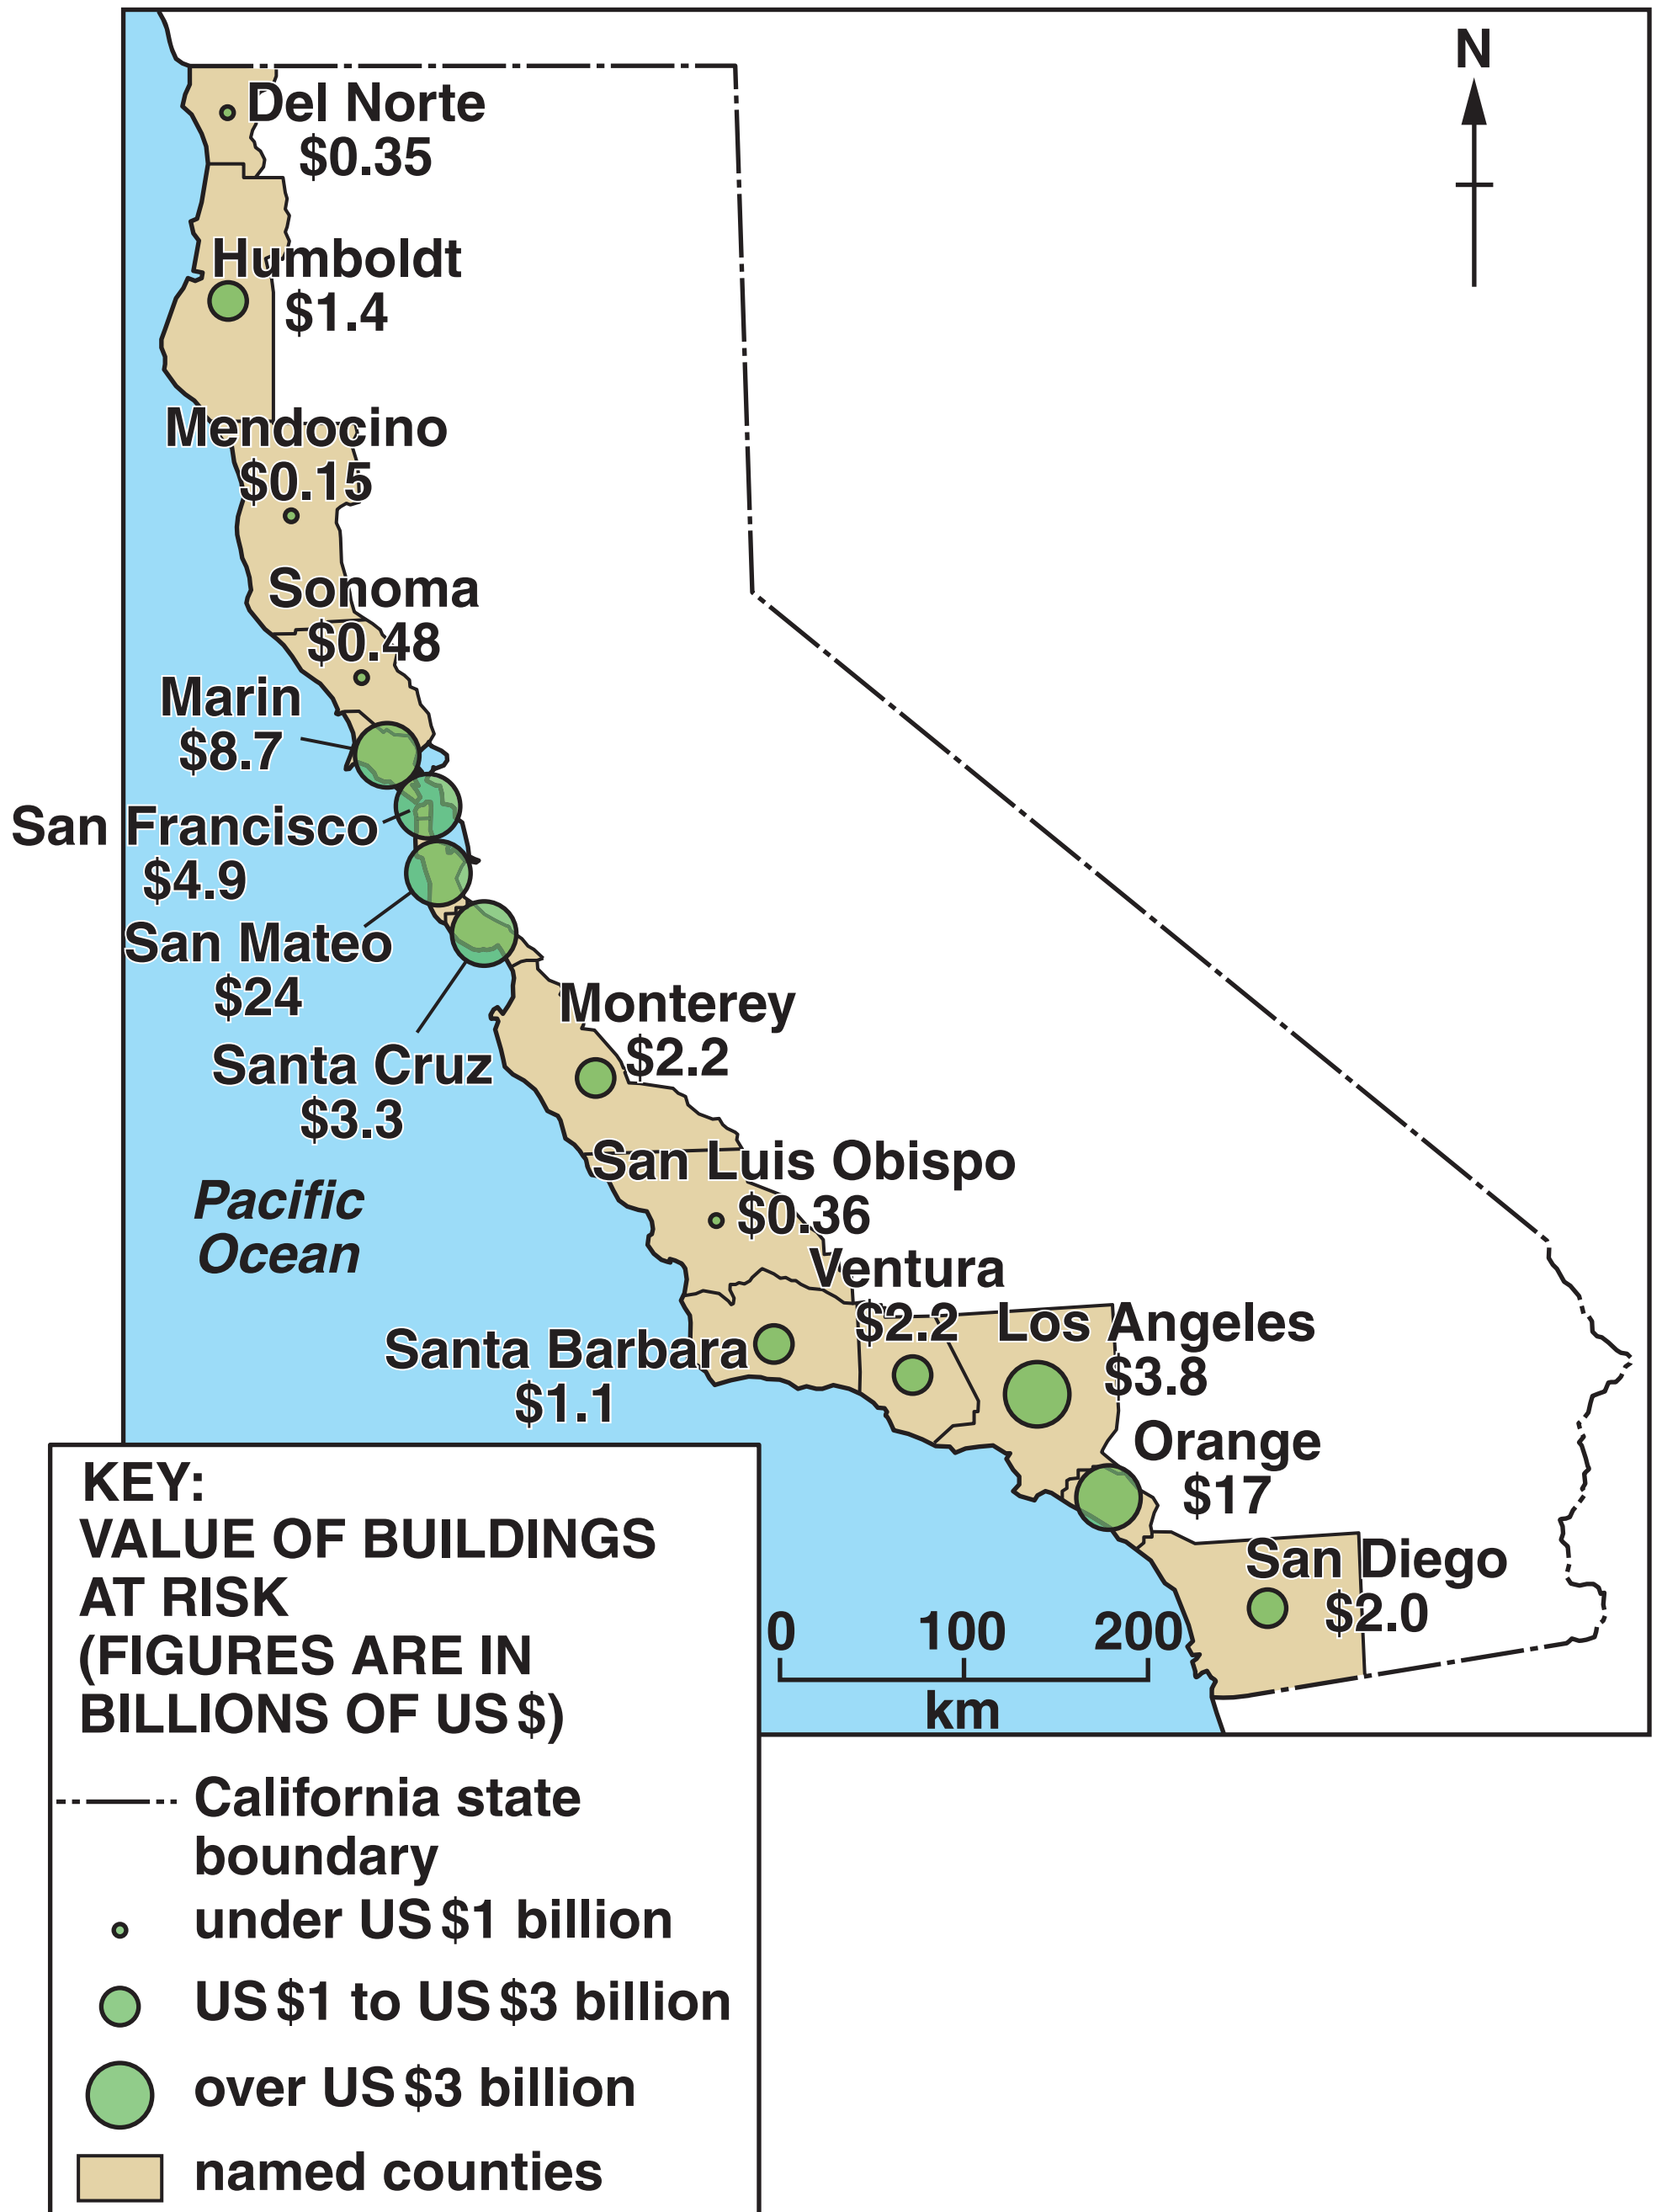 N
Del Norte
$0.35
Humboldt
$1.4
Mendocino
$0.15
Sonoma
$0.48
Marin
$8.7
San Francisco
$4.9
San Mateo
$24
Santa Cruz
$3.3
Monterey
$2.2
San Luis Obispo
$0.36
Pacific
Ocean
Ventura
$2.2
Los Angeles
$3.8
Santa Barbara
$1.1
Orange
$17
San Diego
$2.0
0 100 200
km
KEY:
VALUE OF BUILDINGS
AT RISK
(FIGURES ARE IN
BILLIONS OF US $)
California state
boundary
under US $1 billion
US $1 to US $3 billion
over US $3 billion
named counties